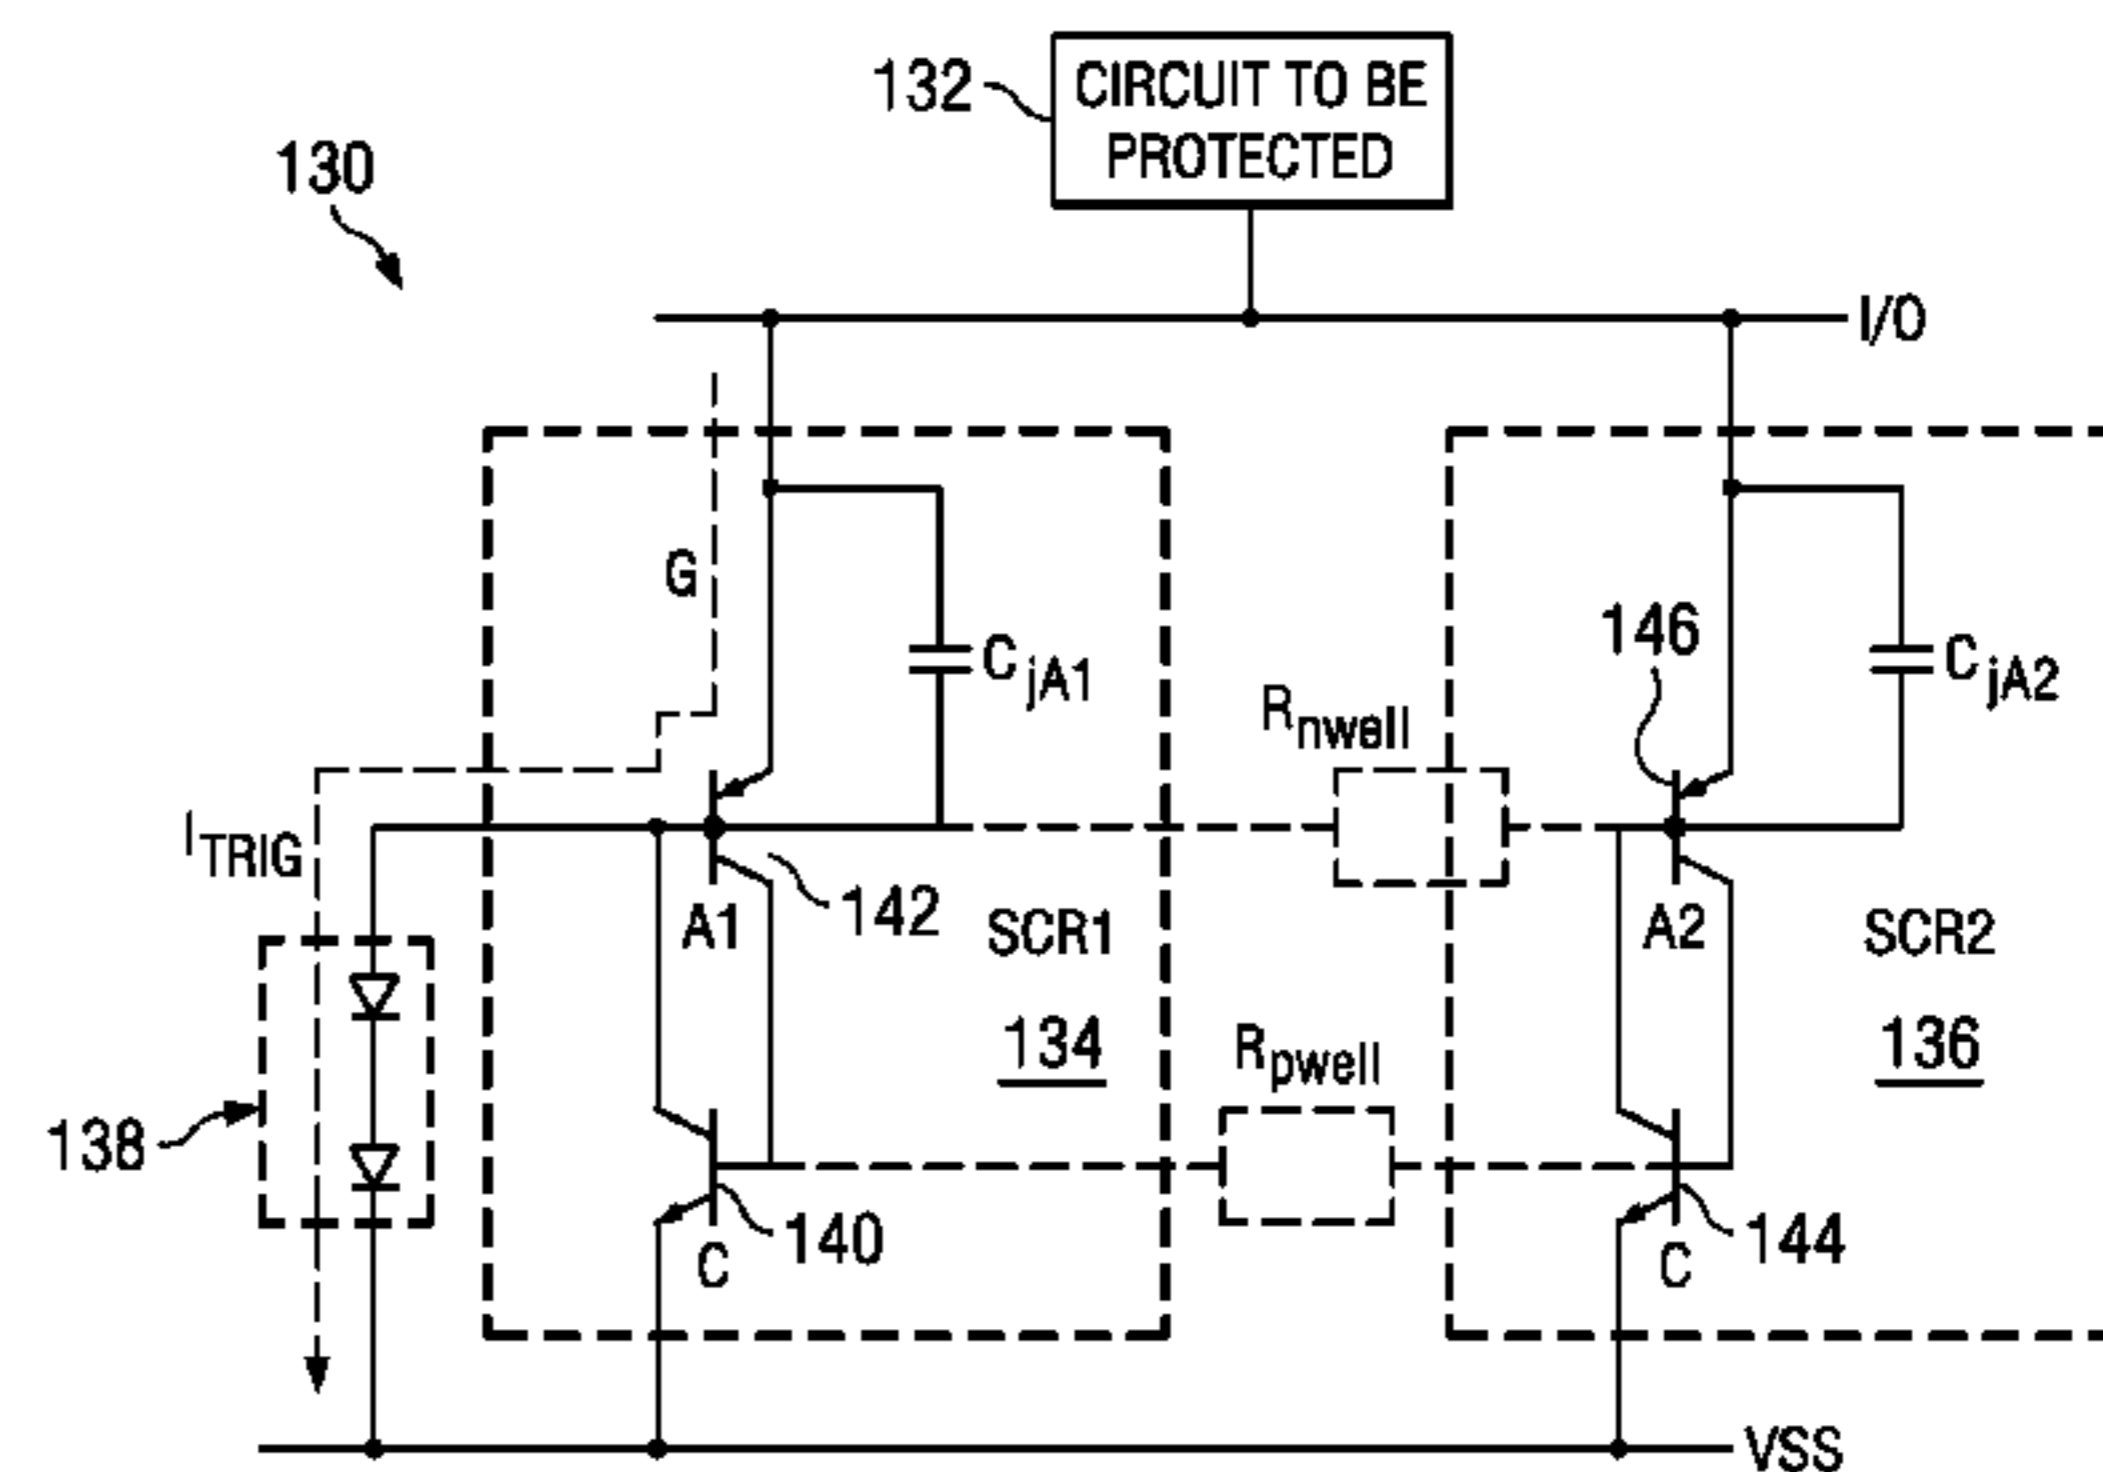 132
CIRCUIT TO BE
PROTECTED
130
I/O
G
CjA1
146
CjA2
Rnwell
ITRIG
A1
142
SCR1
A2
SCR2
134
Rpwell
136
138
140
C
144
C
VSS